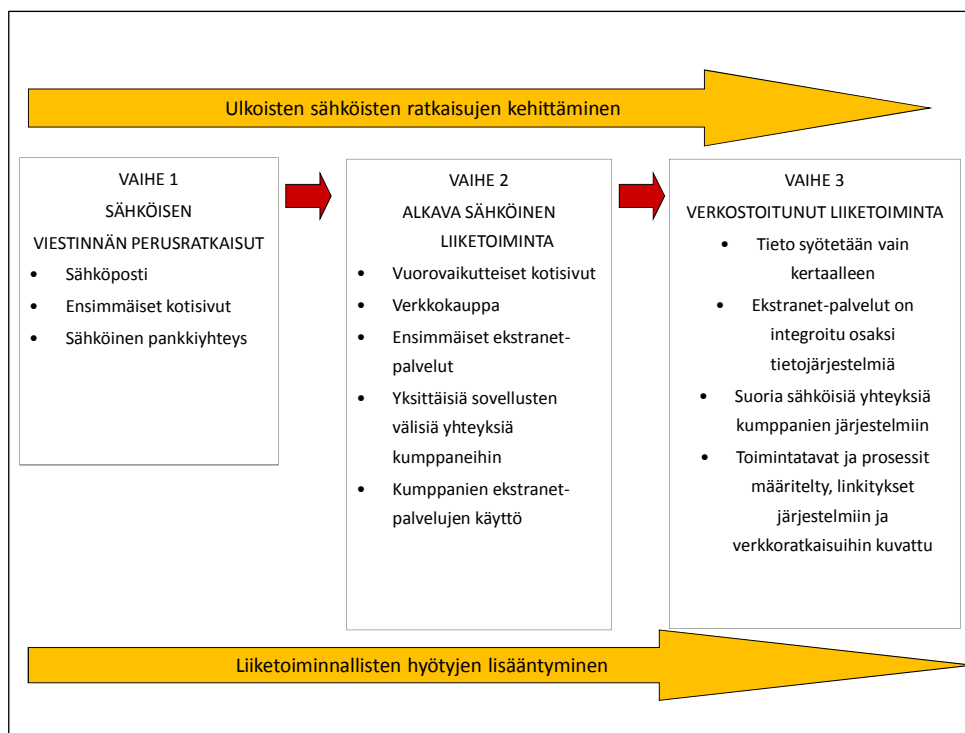 Ulkoisten sähköisten ratkaisujen kehittäminen
VAIHE 1
SÄHKÖISEN
VIESTINNÄN PERUSRATKAISUT
• Sähköposti
• Ensimmäiset kotisivut
• Sähköinen pankkiyhteys
VAIHE 2
ALKAVA SÄHKÖINEN
LIIKETOIMINTA
• Vuorovaikutteiset kotisivut
• Verkkokauppa
• Ensimmäiset ekstranet-
palvelut
• Yksittäisiä sovellusten
välisiä yhteyksiä
kumppaneihin
• Kumppanien ekstranet-
palvelujen käyttö
VAIHE 3
VERKOSTOITUNUT LIIKETOIMINTA
• Tieto syötetään vain
kertaalleen
• Ekstranet-palvelut on
integroitu osaksi
tietojärjestelmiä
• Suoria sähköisiä yhteyksiä
kumppanien järjestelmiin
• Toimintatavat ja prosessit
määritelty, linkitykset
järjestelmiin ja
verkkoratkaisuihin kuvattu
Liiketoiminnallisten hyötyjen lisääntyminen